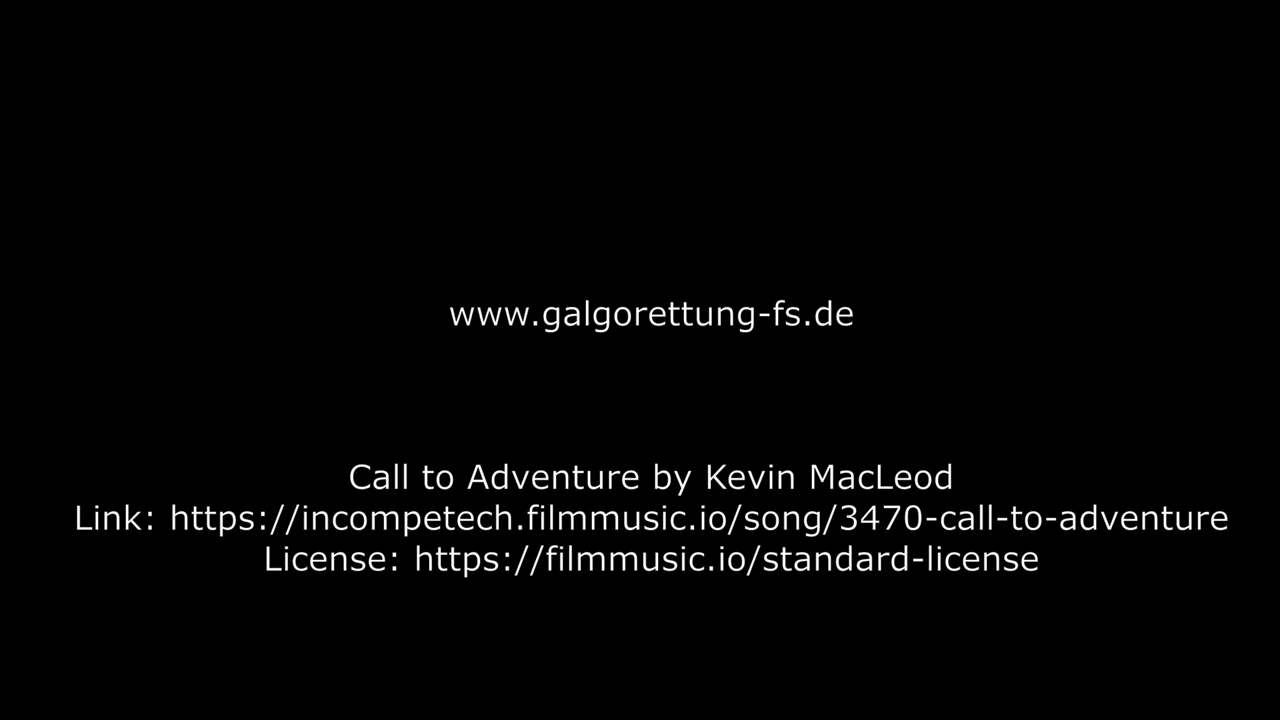 www.galgorettung-fs.de
Call to Adventure by Kevin MacLeod
Link: https://incompetech.filmmusic.io/song/3470-call-to-adventure
License: https://filmmusic.io/standard-license